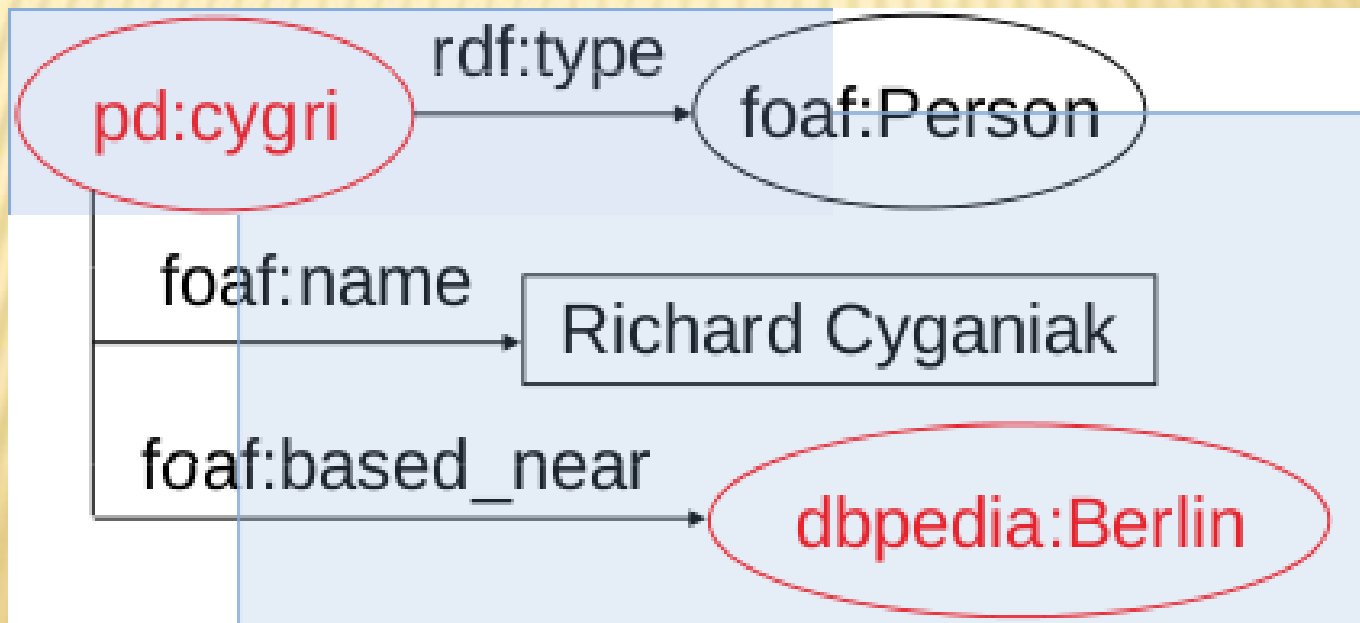 rdf:type
pd:cygri
foaf:Person
foaf:name
Richard Cyganiak
foaf:based_near
dbpedia:Berlin